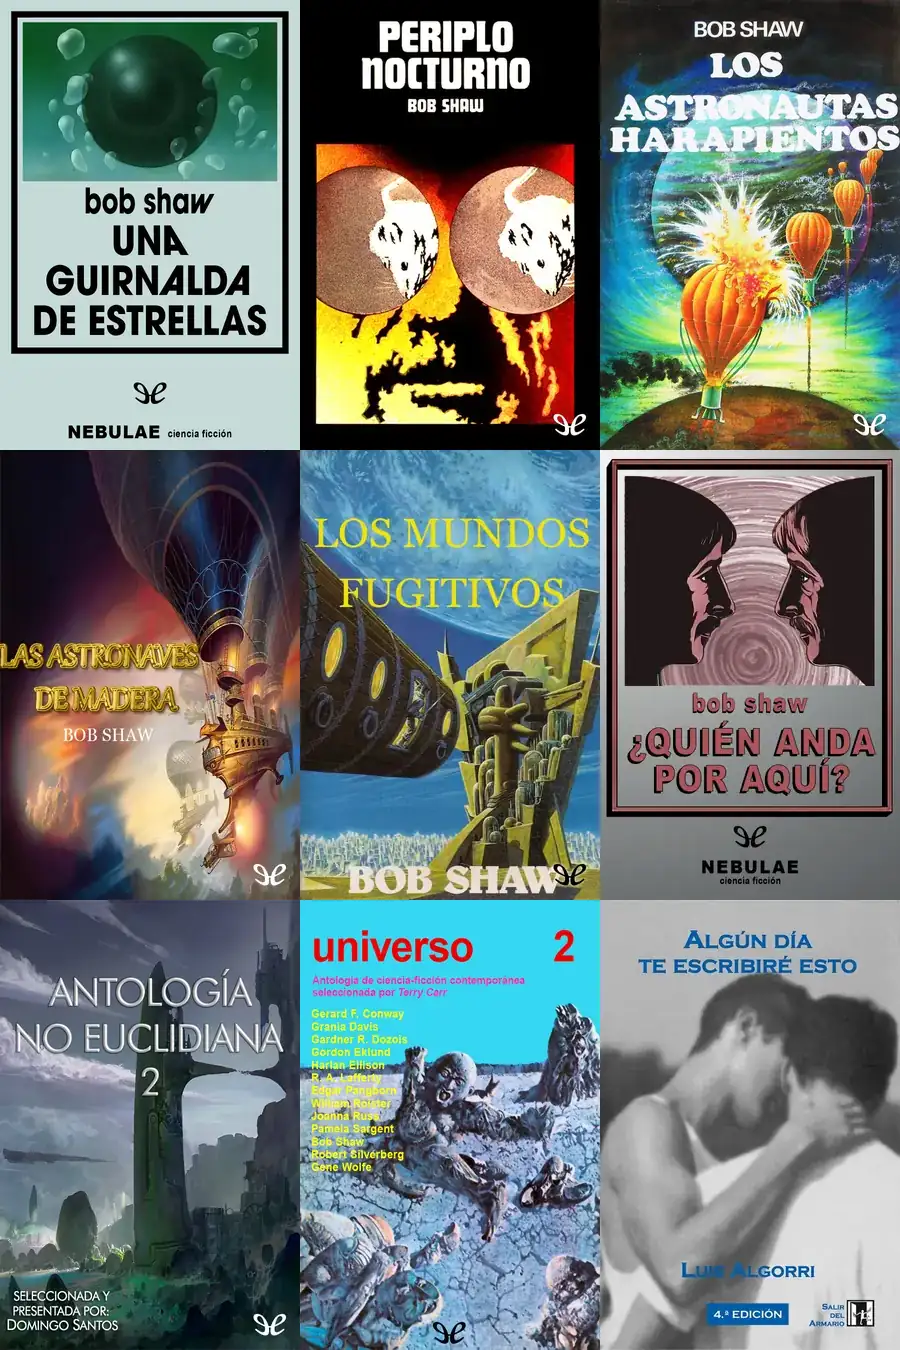 bob shaw
UNA
GUIRNALDA
DE ESTRELLAS
NEBULAE ciencia ficción
PERIPLO
NOCTURNO
BOB SHAW
BOB SHAW
LOS
ASTRONAUTAS
HARAPIENTOS
LAS ASTRONAVES
DE MADERA
BOB SHAW
LOS MUNDOS
FUGITIVOS
BOB SHAW
bob shaw
¿QUIÉN ANDA
POR AQUÍ?
NEBULAE
ciencia ficción
ANTOLOGÍA
NO EUCLIDIANA
2
SELECCIONADA Y
PRESENTADA POR:
DOMINGO SANTOS
universo 2
Antología de ciencia-ficción contemporánea
seleccionada por Terry Carr
Gerard F. Conway
Grania Davis
Gardner R. Dozois
Gordon Eklund
Harlan Ellison
R. A. Lafferty
Edgar Pangborn
William Rotsler
Joanna Russ
Pamela Sargent
Bob Shaw
Robert Silverberg
Gene Wolfe
ALGÚN DÍA
TE ESCRIBIRÉ ESTO
LUIS ALGORRI
4.ª EDICIÓN
SALIR
DEL
ARMARIO